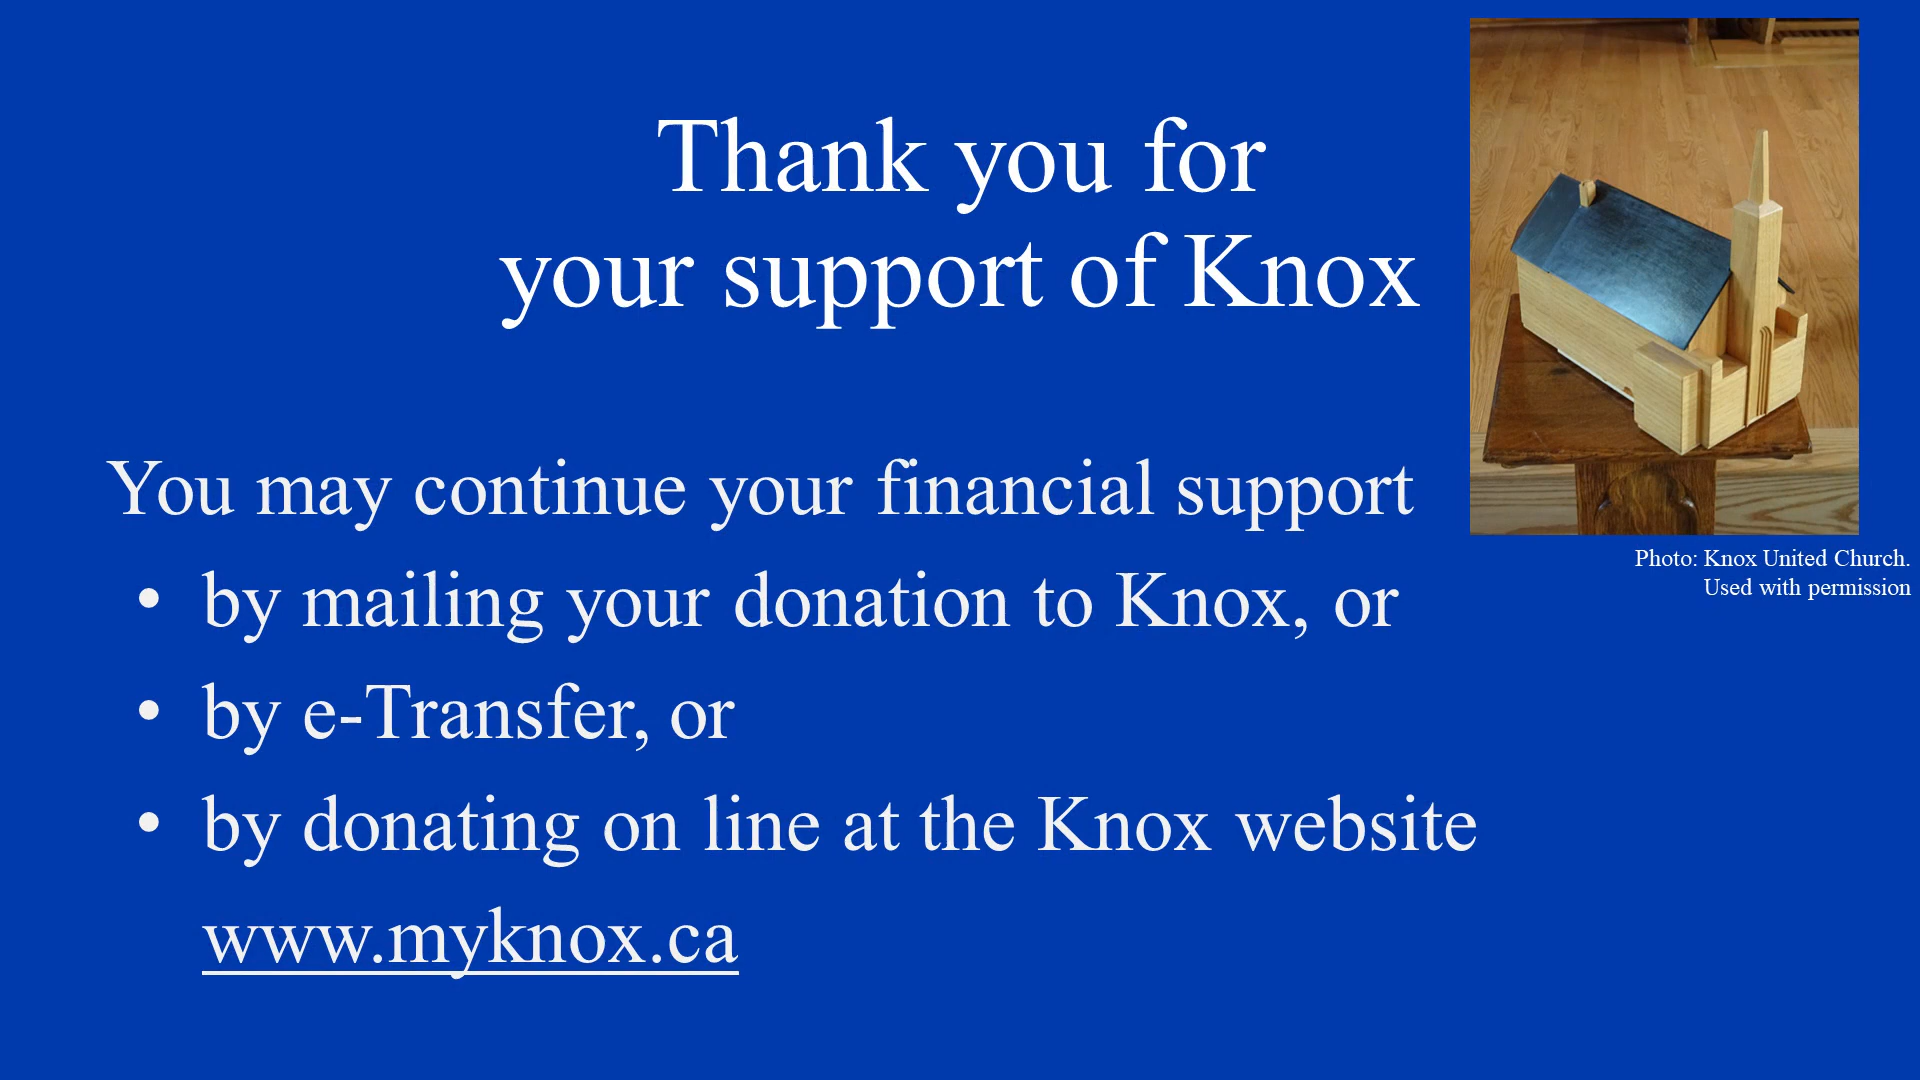 Thank you for
your support of Knox
You may continue your financial support
• by mailing your donation to Knox, or
• by e-Transfer, or
• by donating on line at the Knox website
www.myknox.ca
Photo: Knox United Church.
Used with permission